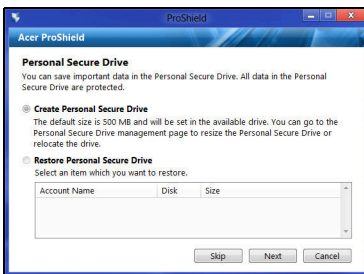 ProShield
Acer ProShield
Personal Secure Drive
You can save important data in the Personal Secure Drive. All data in the Personal
Secure Drive are protected.
Create Personal Secure Drive
The default size is 500 MB and will be set in the available drive. You can go to the
Personal Secure Drive management page to resize the Personal Secure Drive or
relocate the drive.
Restore Personal Secure Drive
Select an item which you want to restore.
Account Name Disk Size
Skip Next Cancel